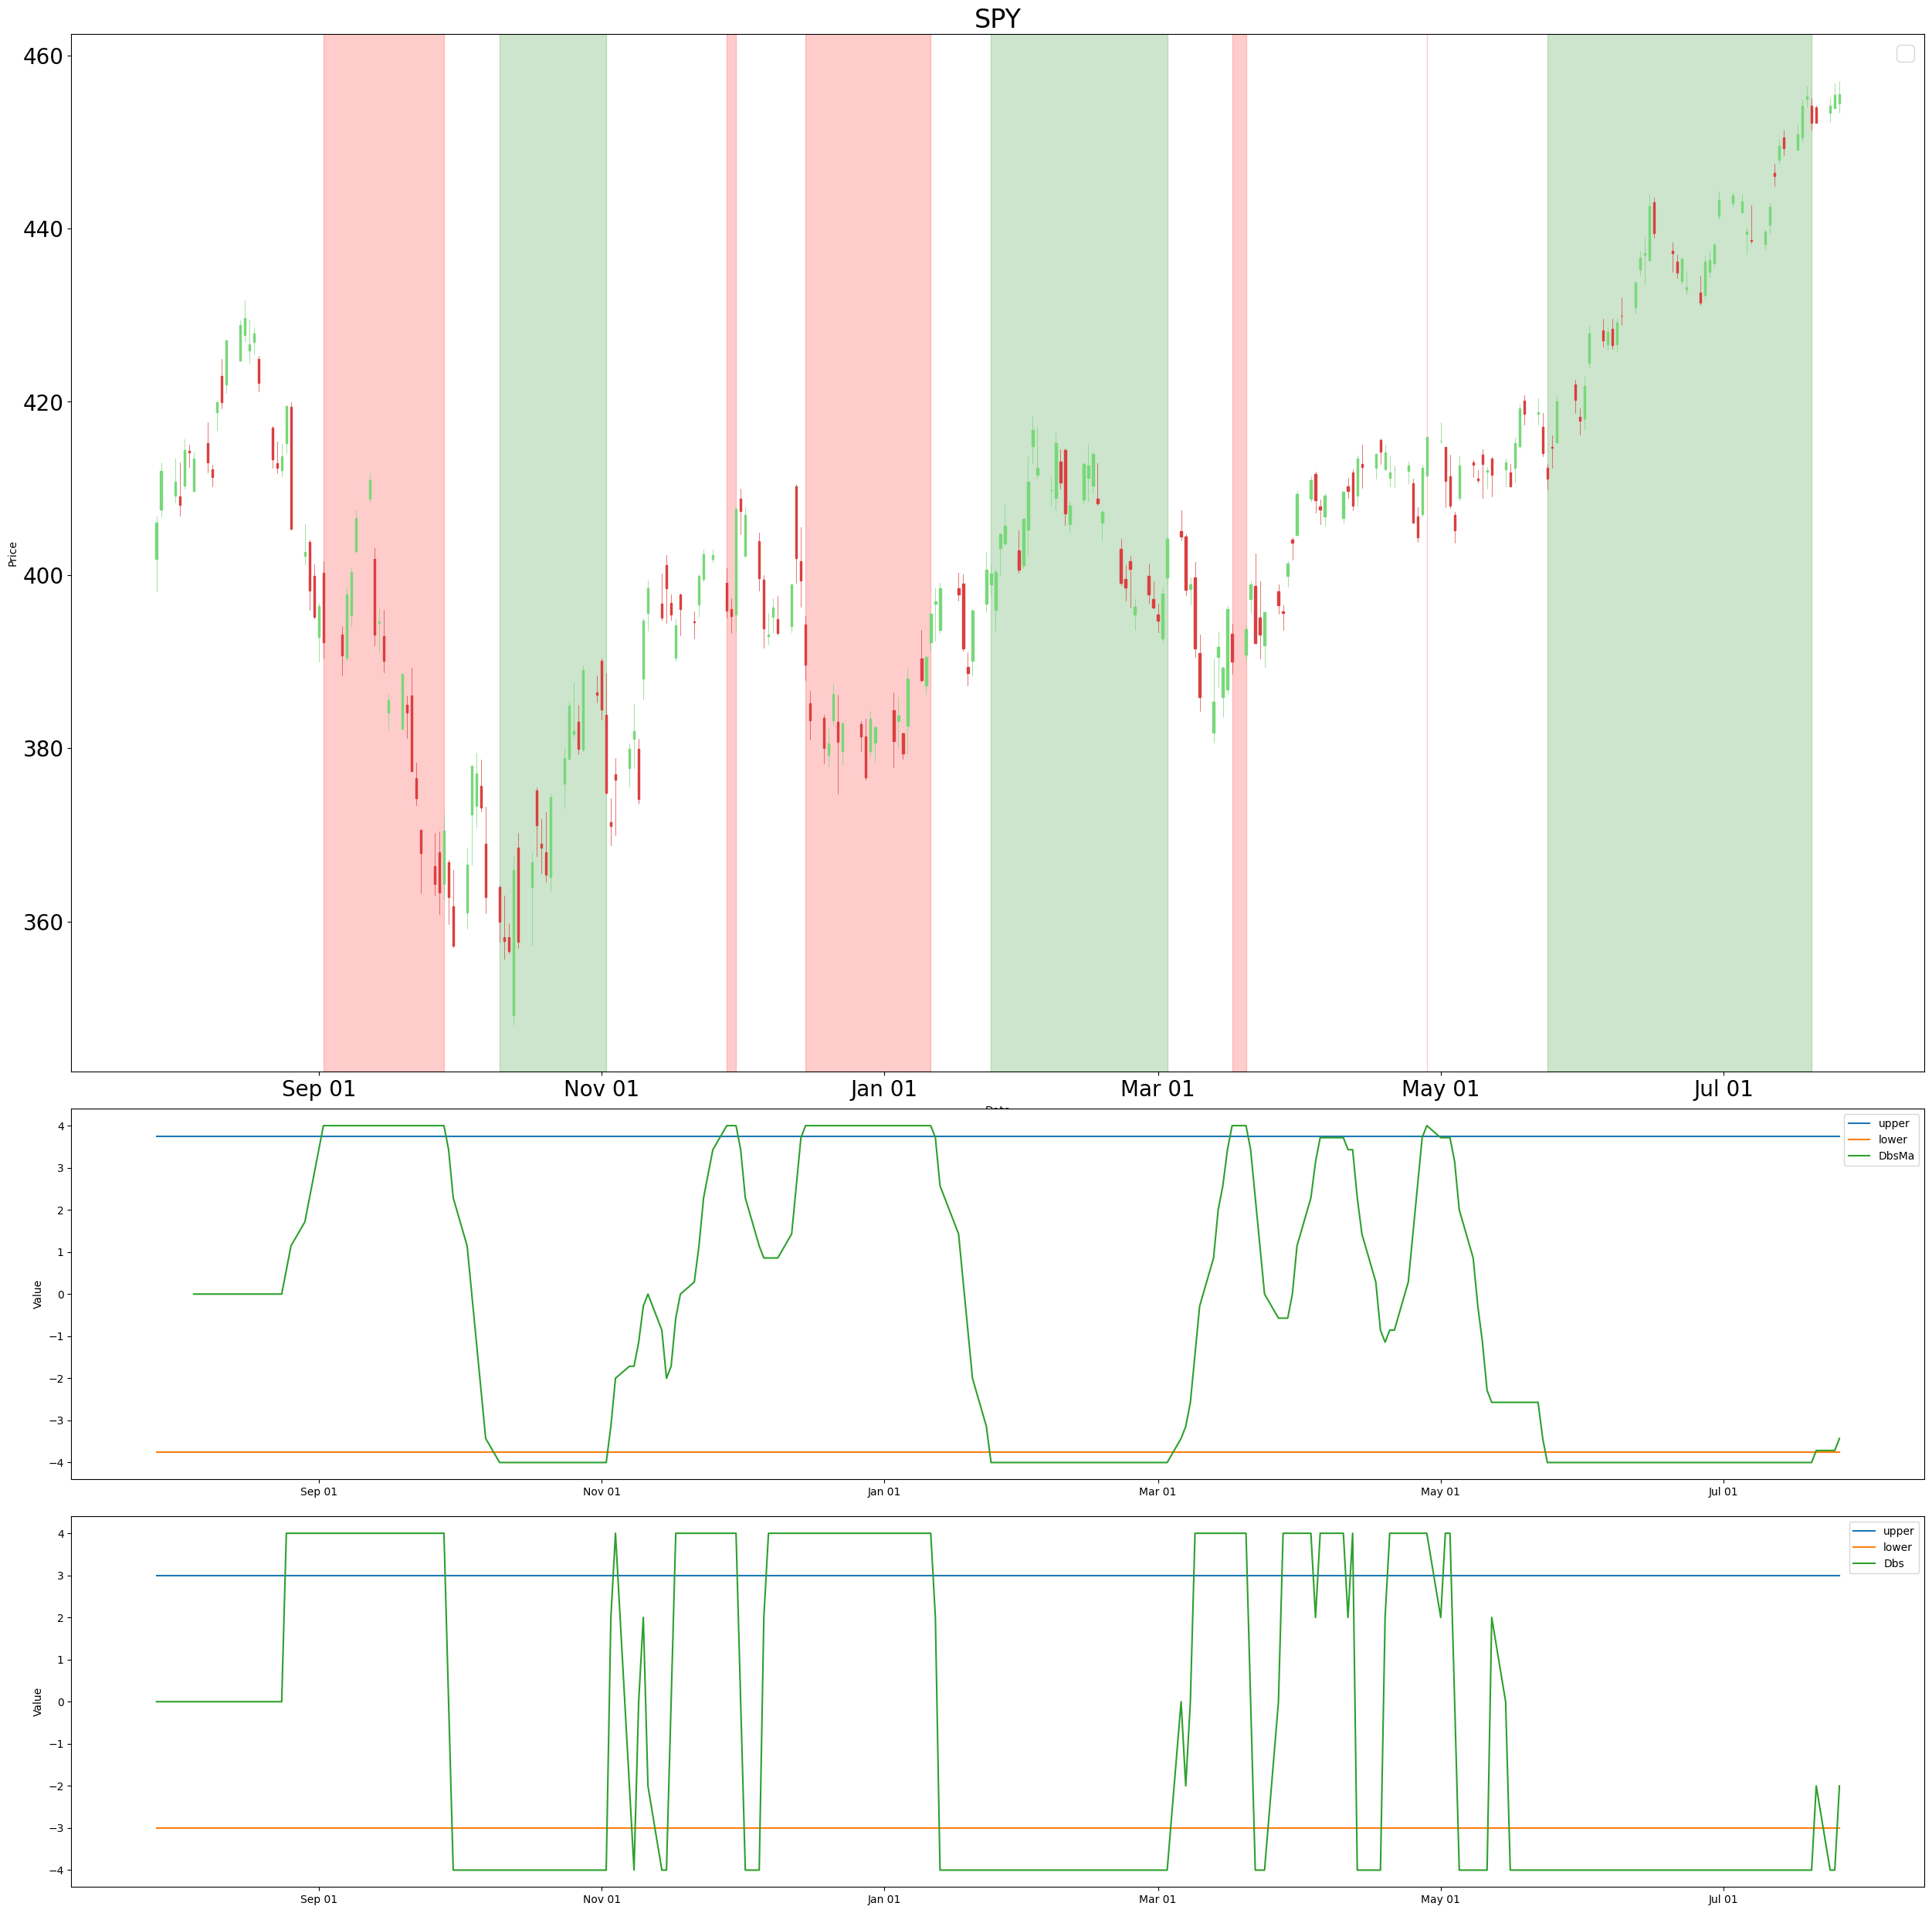 SPY
460
440
420
400
380
360
Price
Sep 01
Nov 01
Jan 01
Mar 01
May 01
Jul 01
4
3
2
1
0
−1
−2
−3
−4
Value
upper
lower
DbsMa
Sep 01
Nov 01
Jan 01
Mar 01
May 01
Jul 01
4
3
2
1
0
−1
−2
−3
−4
Value
upper
lower
Dbs
Sep 01
Nov 01
Jan 01
Mar 01
May 01
Jul 01